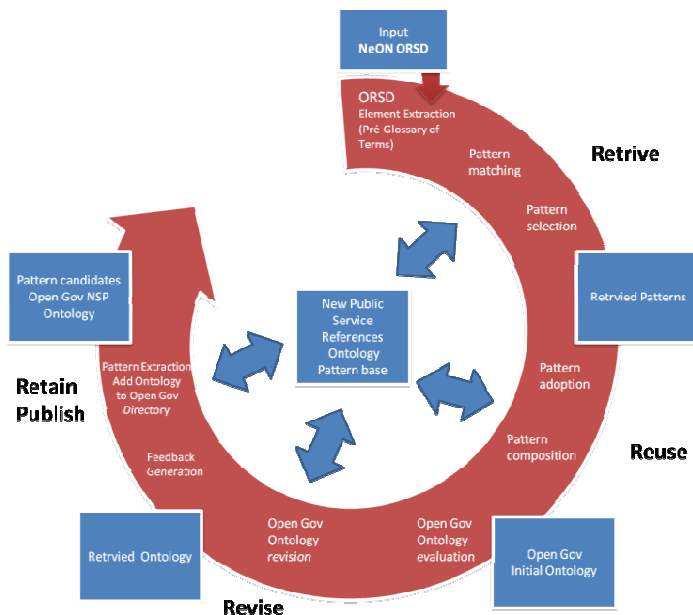 Input
NeON ORSD
ORSD
Element Extraction
(Pré-Glossary of
Terms)
Pattern
matching
Retrive
Pattern
selection
Retrvied Patterns
Pattern
adoption
Reuse
Pattern
composition
Open Gov
Initial Ontology
Open Gov
Ontology
evaluation
Open Gov
Ontology
revision
Revise
Retrvied Ontology
Feedback
Generation
Pattern Extraction
Add Ontology
to Open Gov
Directory
Retain
Publish
Pattern candidates
Open Gov NSP
Ontology
New Public
Service
References
Ontology
Pattern base